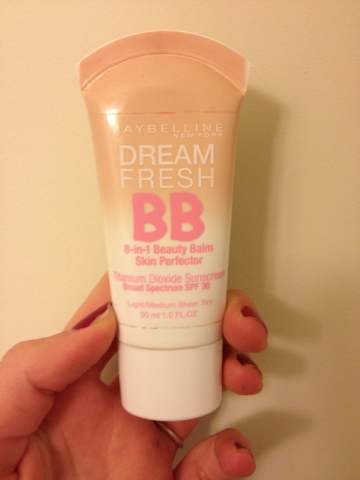 MAYBELLINE
NEW YORK
DREAM
FRESH
BB
8-in-1 Beauty Balm
Skin Perfector
Titanium Dioxide Sunscreen
Broad Spectrum SPF 30
Light/Medium Sheer Tint
30 ml 1.0 FL.OZ